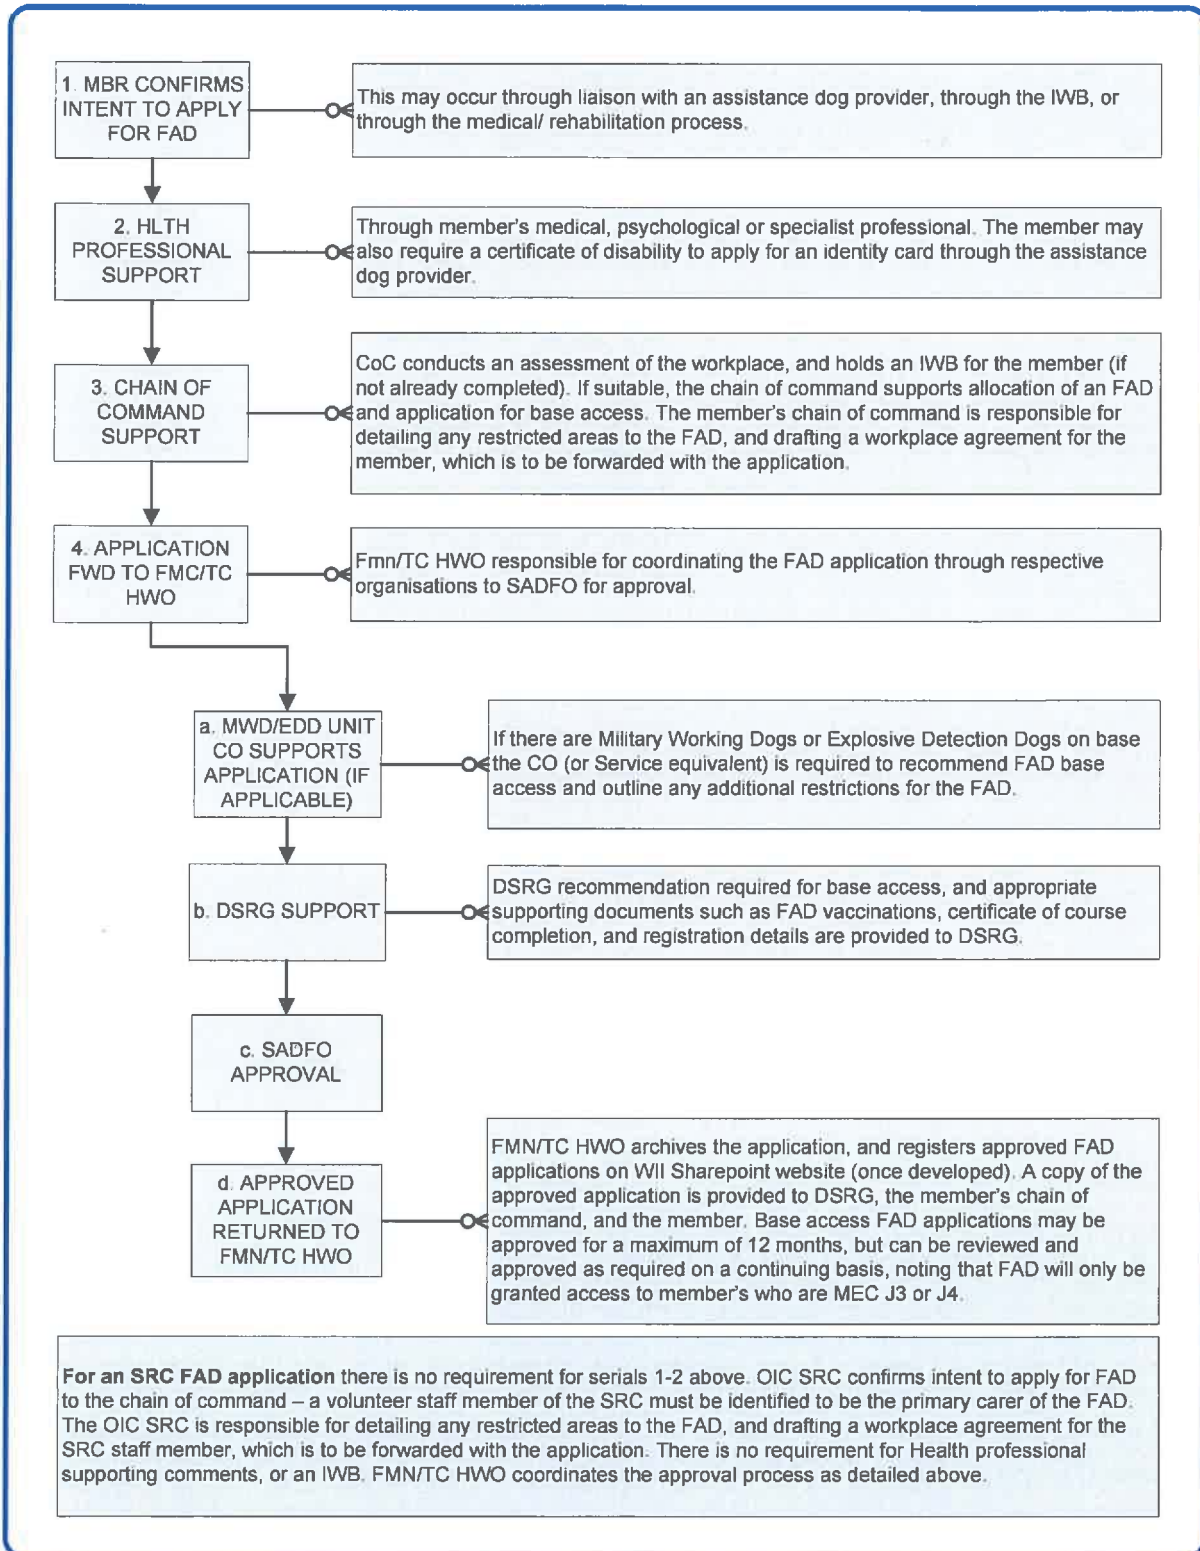 1. MBR CONFIRMS
INTENT TO APPLY
FOR FAD
This may occur through liaison with an assistance dog provider, through the IWB, or
through the medical/ rehabilitation process.
2. HLTH
PROFESSIONAL
SUPPORT
Through member's medical, psychological or specialist professional. The member may
also require a certificate of disability to apply for an identity card through the assistance
dog provider.
3. CHAIN OF
COMMAND
SUPPORT
CoC conducts an assessment of the workplace, and holds an IWB for the member (if
not already completed). If suitable, the chain of command supports allocation of an FAD
and application for base access. The member's chain of command is responsible for
detailing any restricted areas to the FAD, and drafting a workplace agreement for the
member, which is to be forwarded with the application.
4. APPLICATION
FWD TO FMC/TC
HWO
Fmn/TC HWO responsible for coordinating the FAD application through respective
organisations to SADFO for approval.
a. MWD/EDD UNIT
CO SUPPORTS
APPLICATION (IF
APPLICABLE)
If there are Military Working Dogs or Explosive Detection Dogs on base
the CO (or Service equivalent) is required to recommend FAD base
access and outline any additional restrictions for the FAD.
b. DSRG SUPPORT
DSRG recommendation required for base access, and appropriate
supporting documents such as FAD vaccinations, certificate of course
completion, and registration details are provided to DSRG.
c. SADFO
APPROVAL
d. APPROVED
APPLICATION
RETURNED TO
FMN/TC HWO
FMN/TC HWO archives the application, and registers approved FAD
applications on WII Sharepoint website (once developed). A copy of the
approved application is provided to DSRG, the member's chain of
command, and the member. Base access FAD applications may be
approved for a maximum of 12 months, but can be reviewed and
approved as required on a continuing basis, noting that FAD will only be
granted access to member's who are MEC J3 or J4.
For an SRC FAD application there is no requirement for serials 1-2 above. OIC SRC confirms intent to apply for FAD
to the chain of command – a volunteer staff member of the SRC must be identified to be the primary carer of the FAD.
The OIC SRC is responsible for detailing any restricted areas to the FAD, and drafting a workplace agreement for the
SRC staff member, which is to be forwarded with the application. There is no requirement for Health professional
supporting comments, or an IWB. FMN/TC HWO coordinates the approval process as detailed above.